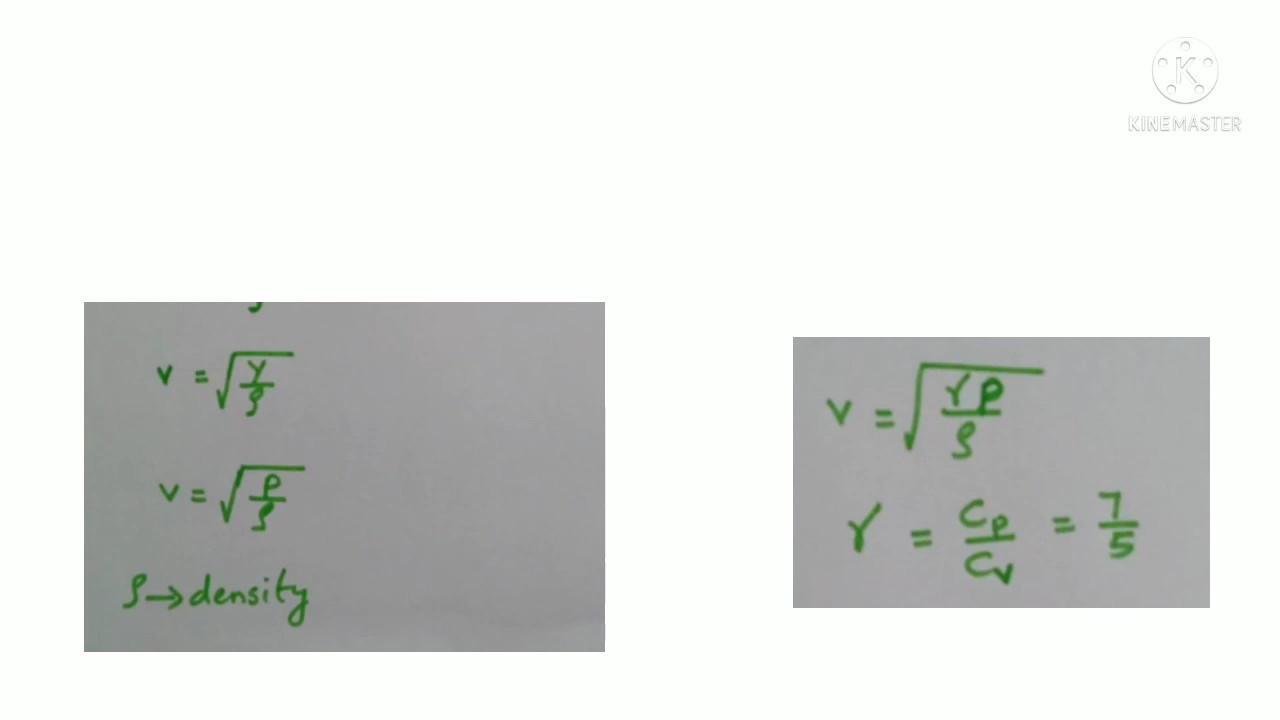 KINEMASTER
v = √(Y/ρ)
v = √(P/ρ)
ρ → density
v = √(γP/ρ)
γ = Cp/Cv = 7/5